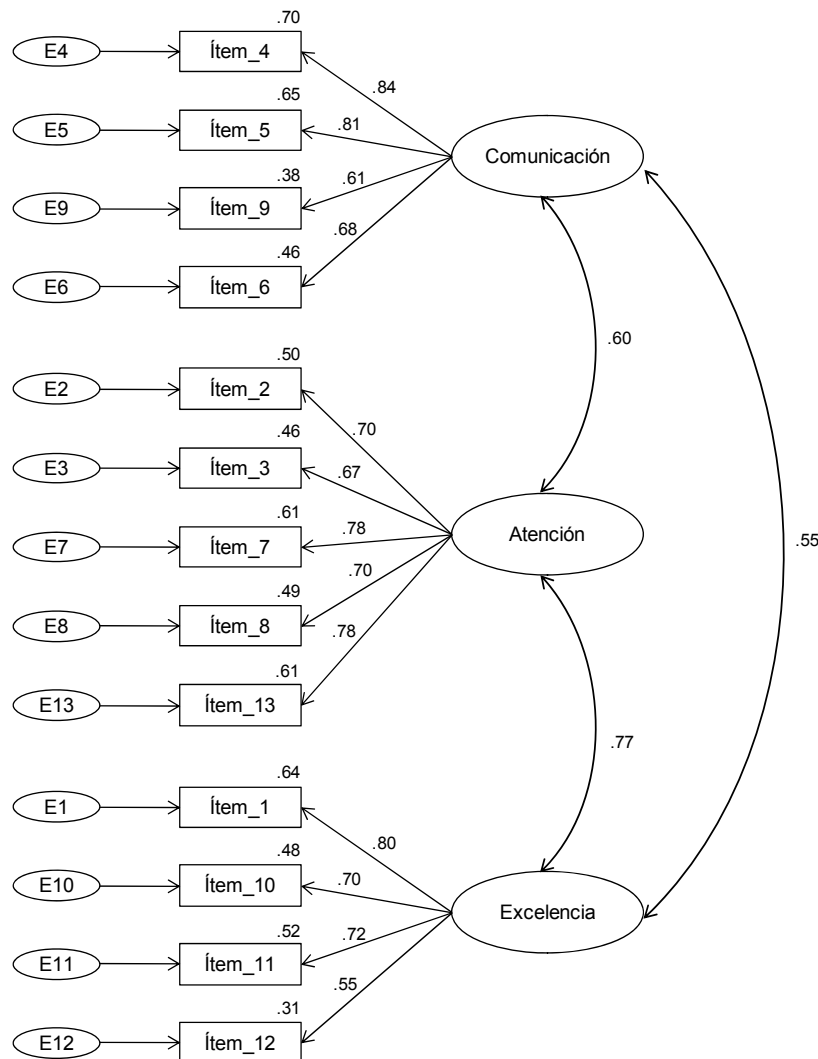 .70
E4 Ítem_4
.84
.65
E5 Ítem_5 .81
Comunicación
.38
E9 Ítem_9 .61
.68
.46
E6 Ítem_6
.60
.50
E2 Ítem_2
.70
.46
E3 Ítem_3 .67
.61
E7 Ítem_7 .78
Atención
.55
.70
.49
E8 Ítem_8
.78
.61
E13 Ítem_13
.77
.64
E1 Ítem_1
.80
.48
E10 Ítem_10 .70
Excelencia
.52
E11 Ítem_11 .72
.55
.31
E12 Ítem_12